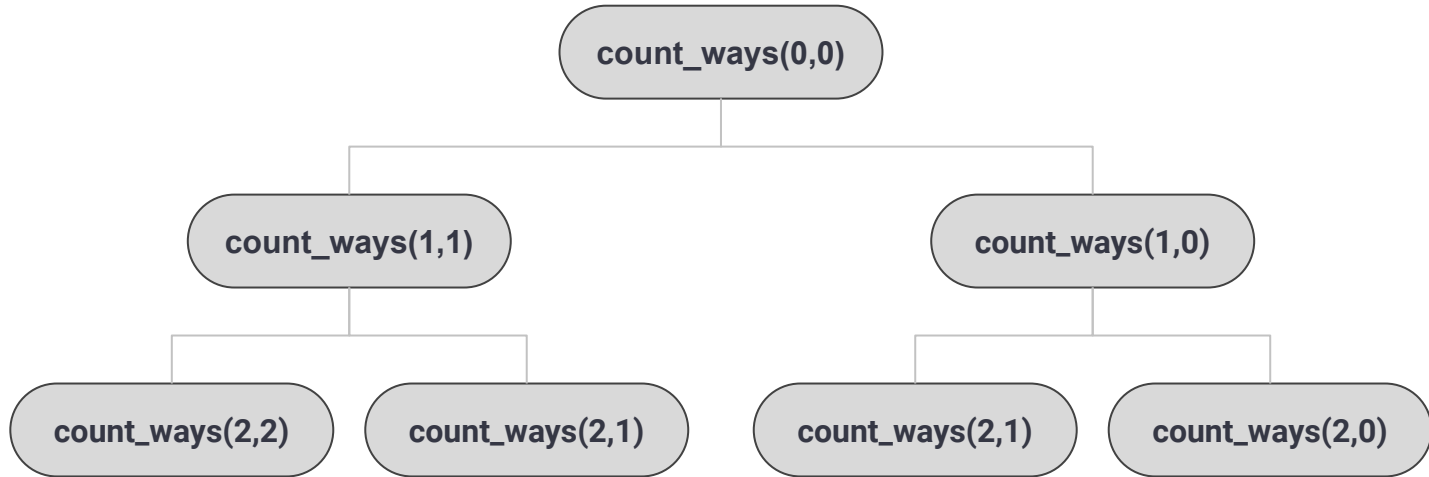 count_ways(0,0)
count_ways(1,1)
count_ways(1,0)
count_ways(2,2)
count_ways(2,1)
count_ways(2,1)
count_ways(2,0)